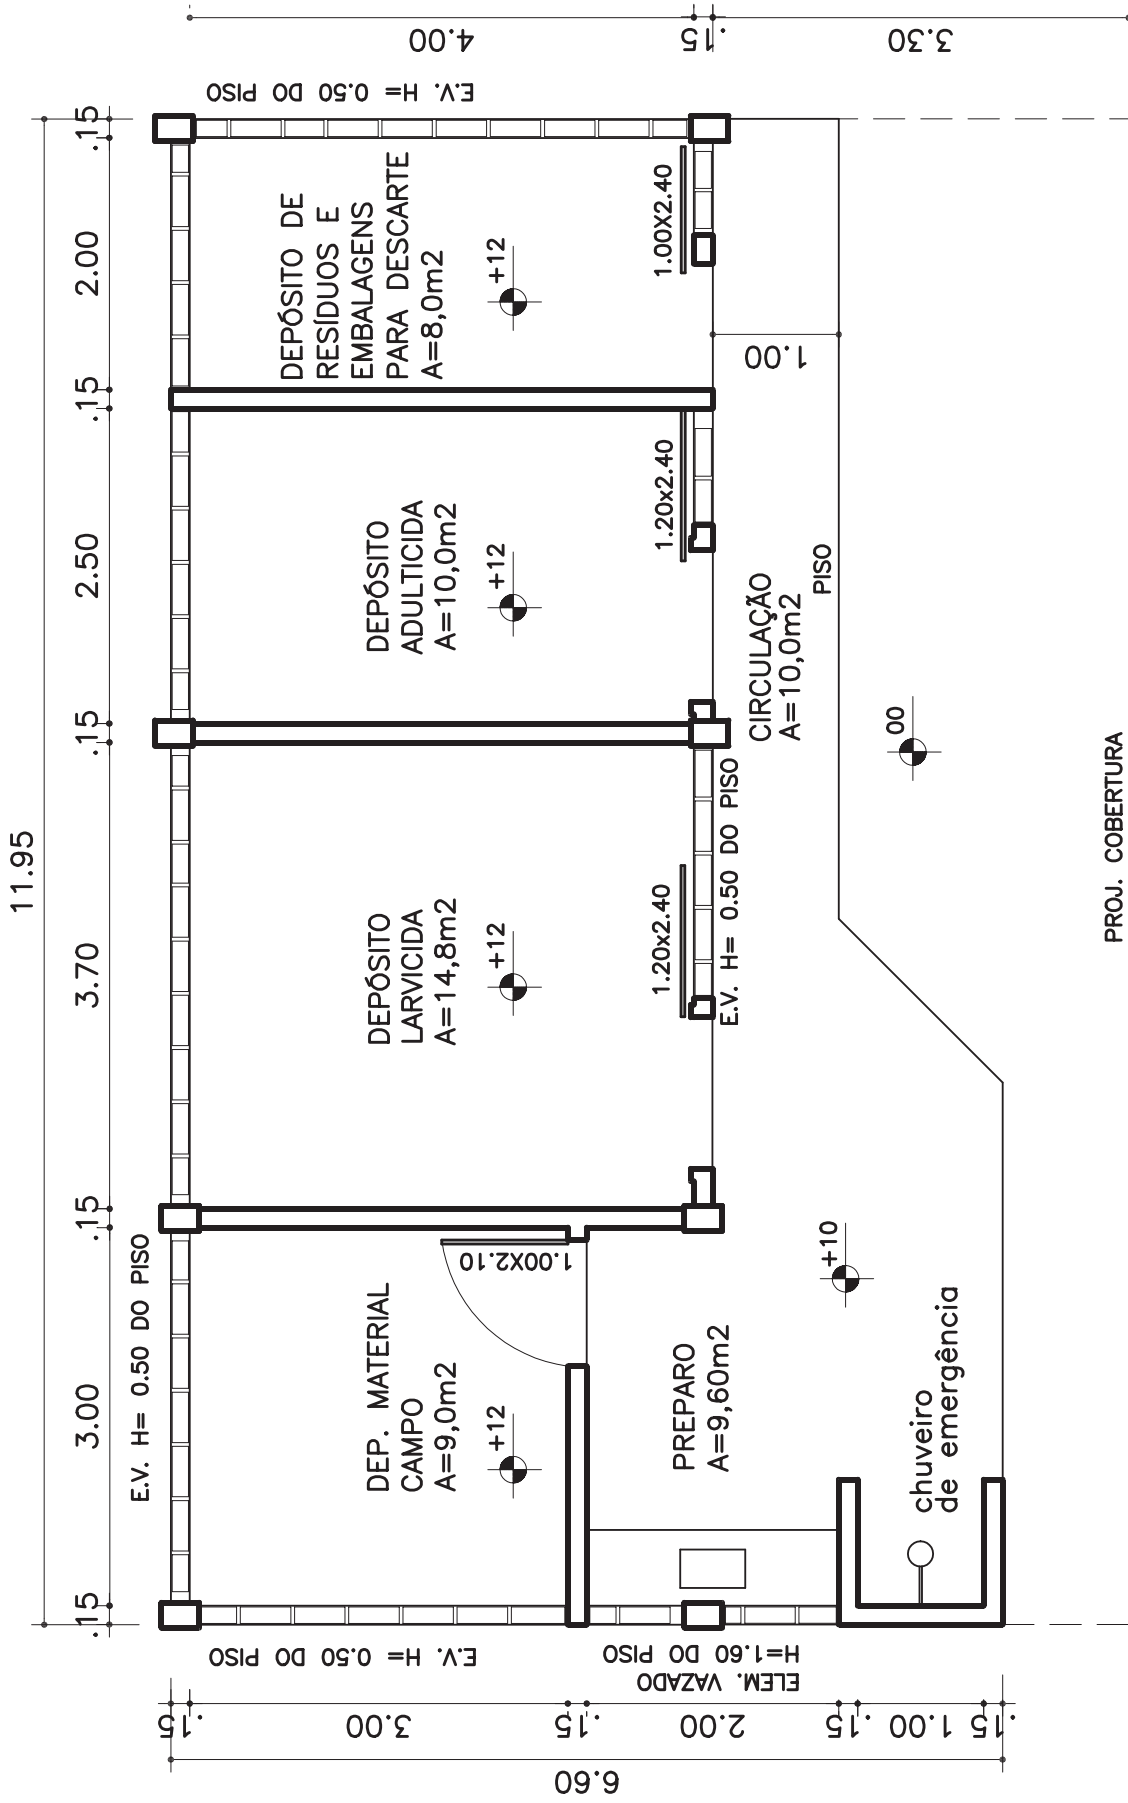 11.95
.15
3.00
.15
3.70
.15
2.50
.15
2.00
.15
E.V. H= 0.50 DO PISO
E.V. H= 0.50 DO PISO
4.00
.15
3.30
DEPÓSITO DE
RESÍDUOS E
EMBALAGENS
PARA DESCARTE
A=8,0m2
+12
1.00X2.40
1.00
DEPÓSITO
ADULTICIDA
A=10,0m2
+12
1.20x2.40
DEPÓSITO
LARVICIDA
A=14,8m2
+12
1.20x2.40
E.V. H= 0.50 DO PISO
CIRCULAÇÃO
A=10,0m2
PISO
00
PROJ. COBERTURA
DEP. MATERIAL
CAMPO
A=9,0m2
+12
1.00X2.10
PREPARO
A=9,60m2
+10
chuveiro
de emergência
E.V. H= 0.50 DO PISO
ELEM. VAZADO
H=1.60 DO PISO
.15
3.00
.15
2.00
.15
1.00
.15
6.60